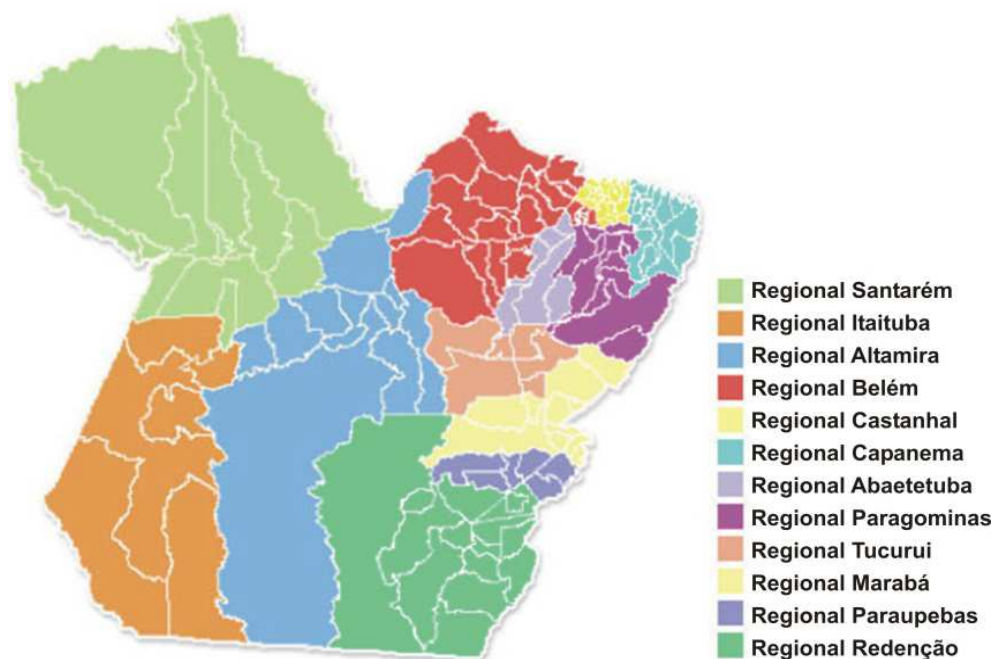 Regional Santarém
Regional Itaituba
Regional Altamira
Regional Belém
Regional Castanhal
Regional Capanema
Regional Abaetetuba
Regional Paragominas
Regional Tucurui
Regional Marabá
Regional Paraupebas
Regional Redenção